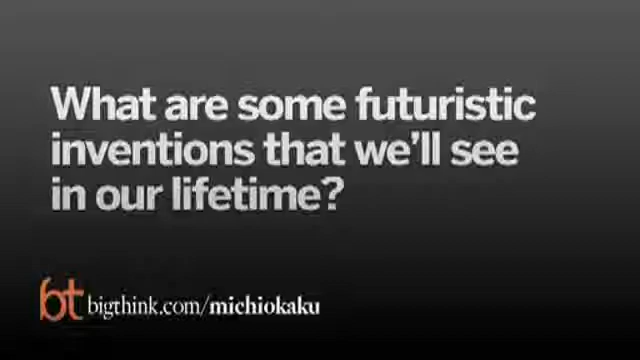 What are some futuristic
inventions that we'll see
in our lifetime?
bt bigthink.com/michiokaku